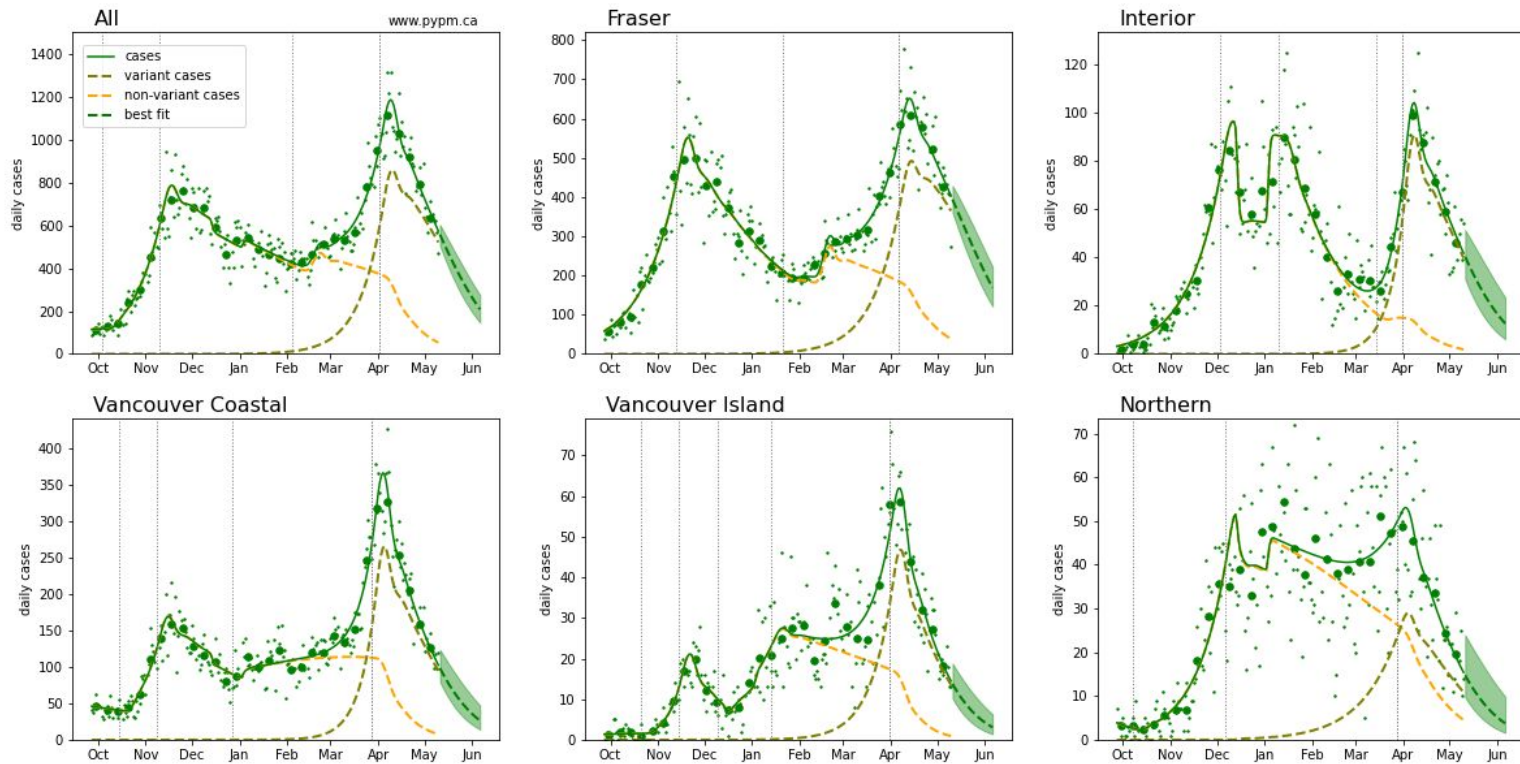 All
www.pypm.ca
Fraser
Interior
1400
1200
1000
800
600
400
200
0
daily cases
cases
variant cases
non-variant cases
best fit
Oct Nov Dec Jan Feb Mar Apr May Jun
800
700
600
500
400
300
200
100
0
daily cases
Oct Nov Dec Jan Feb Mar Apr May Jun
120
100
80
60
40
20
0
daily cases
Oct Nov Dec Jan Feb Mar Apr May Jun
Vancouver Coastal
Vancouver Island
Northern
400
350
300
250
200
150
100
50
0
daily cases
Oct Nov Dec Jan Feb Mar Apr May Jun
70
60
50
40
30
20
10
0
daily cases
Oct Nov Dec Jan Feb Mar Apr May Jun
70
60
50
40
30
20
10
0
daily cases
Oct Nov Dec Jan Feb Mar Apr May Jun